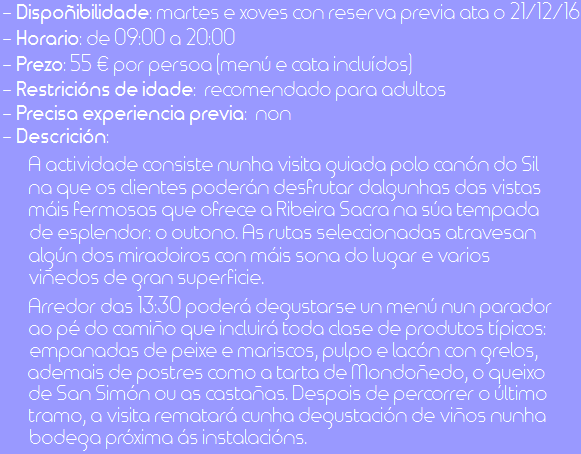 – Dispoñibilidade: martes e xoves con reserva previa ata o 21/12/16
– Horario: de 09:00 a 20:00
– Prezo: 55 € por persoa (menú e cata incluídos)
– Restricións de idade: recomendado para adultos
– Precisa experiencia previa: non
– Descrición:
A actividade consiste nunha visita guiada polo canón do Sil
na que os clientes poderán desfrutar dalgunhas das vistas
máis fermosas que ofrece a Ribeira Sacra na súa tempada
de esplendor: o outono. As rutas seleccionadas atravesan
algún dos miradoiros con máis sona do lugar e varios
viñedos de gran superficie.
Arredor das 13:30 poderá degustarse un menú nun parador
ao pé do camiño que incluirá toda clase de produtos típicos:
empanadas de peixe e mariscos, pulpo e lacón con grelos,
ademais de postres como a tarta de Mondoñedo, o queixo
de San Simón ou as castañas. Despois de percorrer o último
tramo, a visita rematará cunha degustación de viños nunha
bodega próxima ás instalacións.